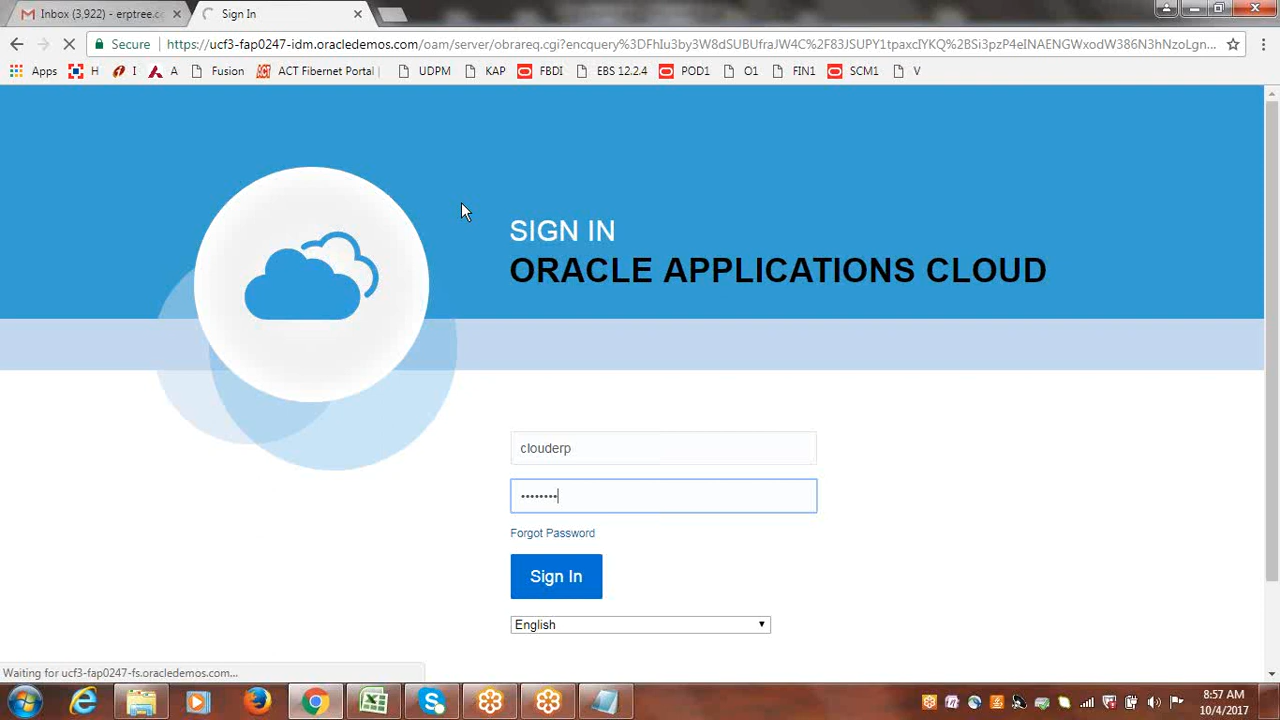 Inbox (3,922) - erptree.c
Sign In
Secure
https://ucf3-fap0247-idm.oracledemos.com/oam/server/obrareq.cgi?encquery%3DFhIu3by3W8dSUBUfraIW4C%2F83JSUPY1tpaxcIYKQ%2BSi3pzP4eINAENGWxodW386N3hNzoLgn...
Apps H I A Fusion ACT Fibernet Portal | UDPM KAP FBDI EBS 12.2.4 POD1 O1 FIN1 SCM1 V
SIGN IN
ORACLE APPLICATIONS CLOUD
clouderp
••••••••
Forgot Password
Sign In
English
Waiting for ucf3-fap0247-fs.oracledemos.com...
8:57 AM
10/4/2017